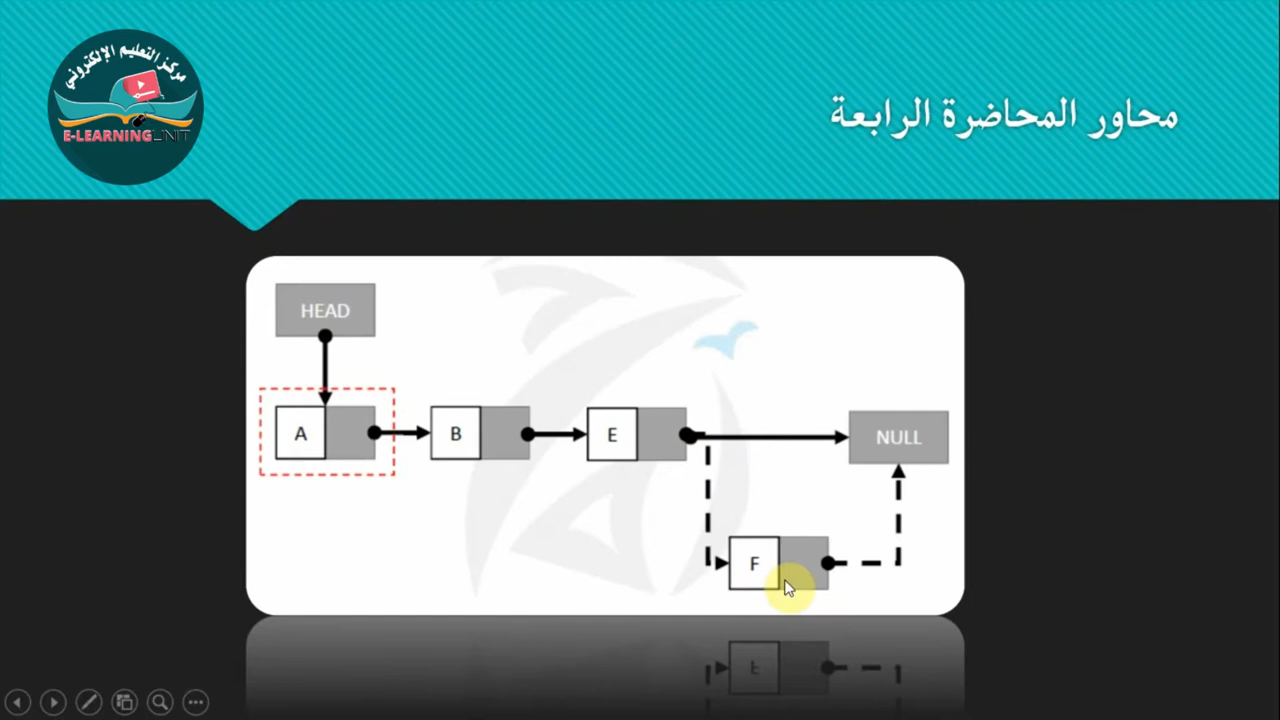 مركز التعليم الإلكتروني
E-LEARNING UNIT
محاور المحاضرة الرابعة
HEAD
A
B
E
NULL
F